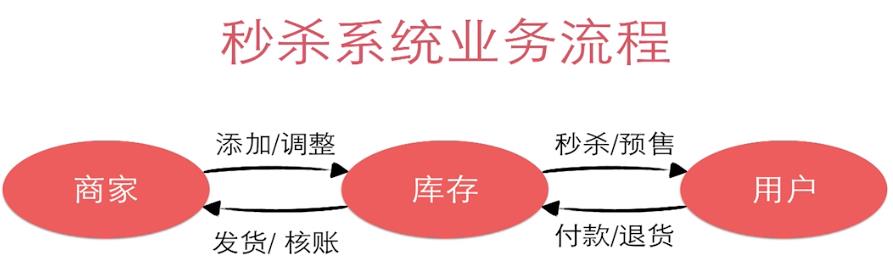 秒杀系统业务流程
添加/调整
秒杀/预售
商家
库存
用户
发货/ 核账
付款/退货